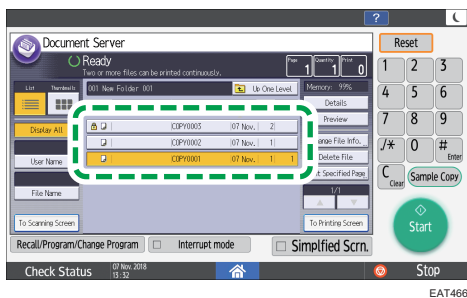 ?
Document Server
Reset
Ready
Two or more files can be printed continuously.
Page
1
Quantity
1
Print
0
1 2 3
List Thumbnails
001 New Folder 001
Up One Level
Memory: 99%
4 5 6
Details
Preview
Display All
COPY0003 07 Nov. 2
7 8 9
COPY0002 07 Nov. 1
ange File Info.
User Name
COPY0001 07 Nov. 1 1
Delete File
/* 0 # Enter
t Specified Page
File Name
1/1
C Clear
Sample Copy
To Scanning Screen
To Printing Screen
Start
Recall/Program/Change Program
Interrupt mode
Simplfied Scrn.
Check Status
07 Nov. 2018
13:32
Stop
EAT466